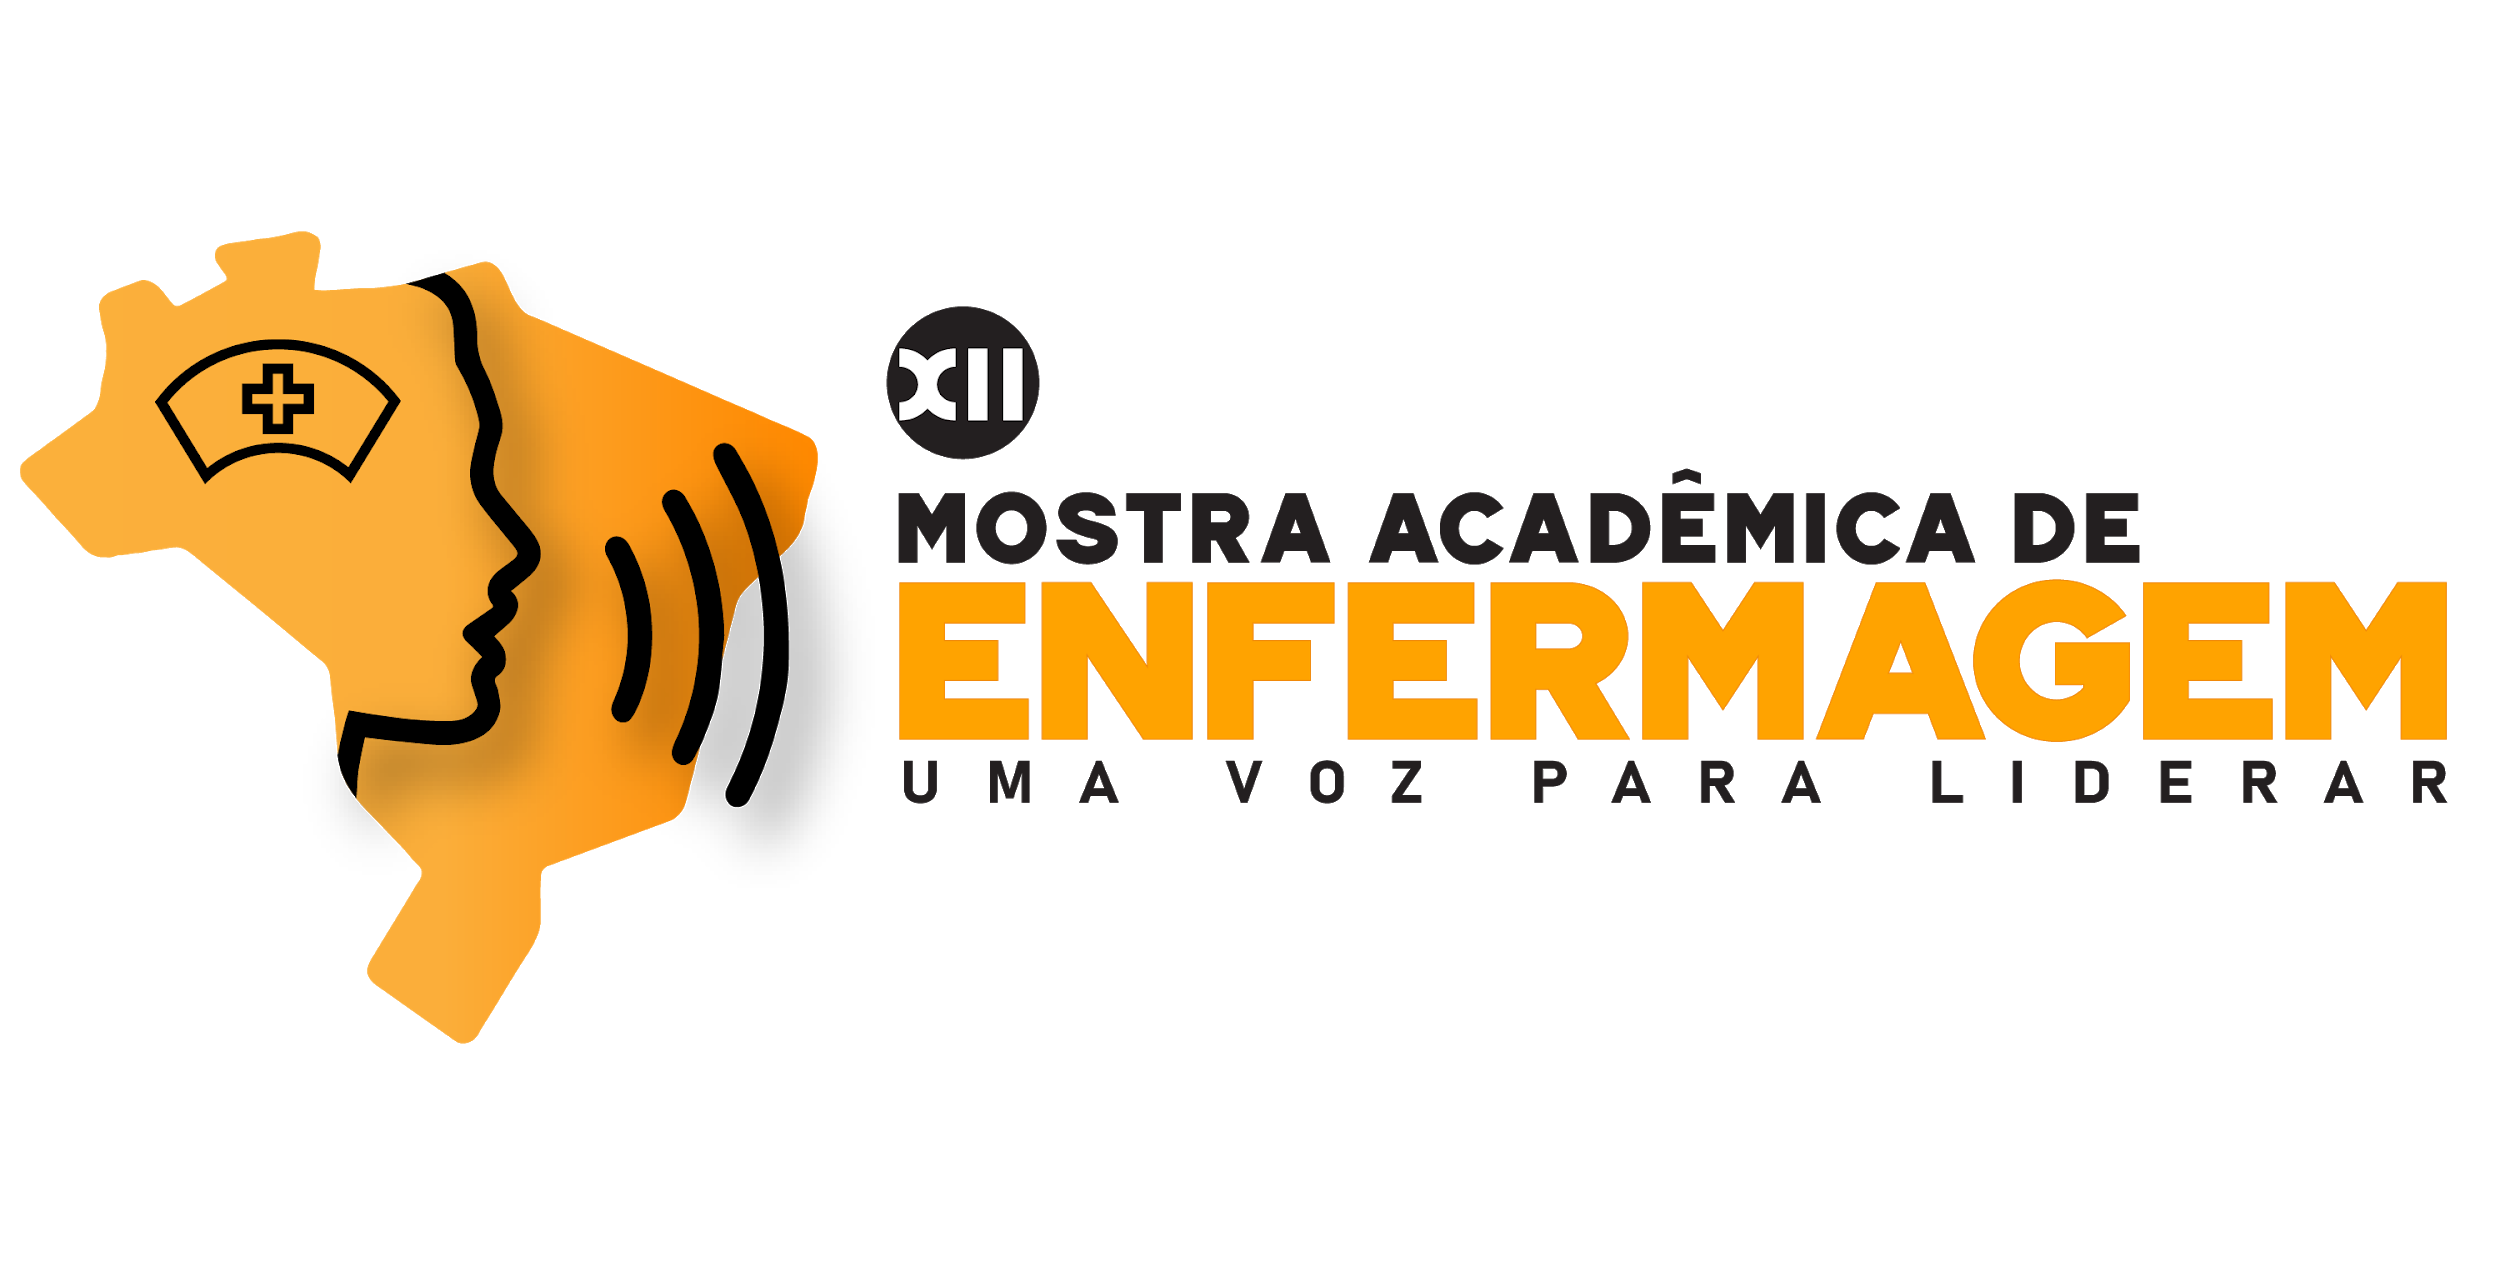 XII
MOSTRA ACADÊMICA DE
ENFERMAGEM
UMA VOZ PARA LIDERAR